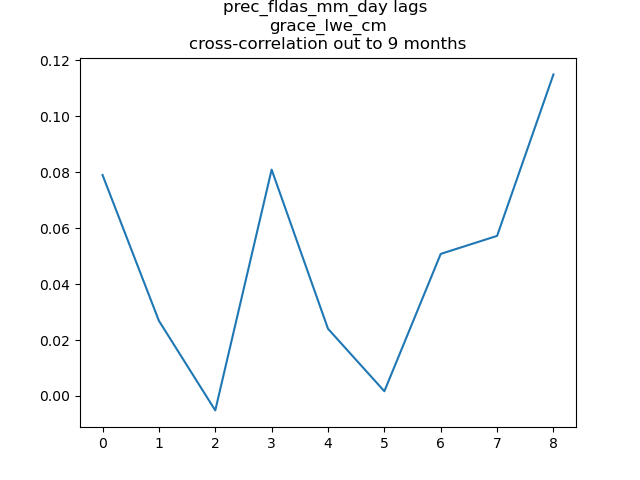 prec_fldas_mm_day lags
grace_lwe_cm
cross-correlation out to 9 months
0.12
0.10
0.08
0.06
0.04
0.02
0.00
0 1 2 3 4 5 6 7 8